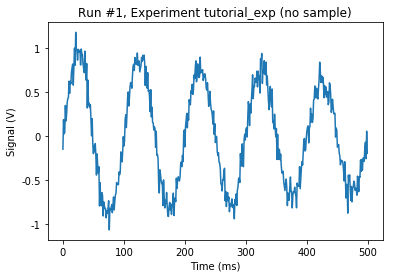 Run #1, Experiment tutorial_exp (no sample)
1
0.5
0
-0.5
-1
Signal (V)
0 100 200 300 400 500
Time (ms)